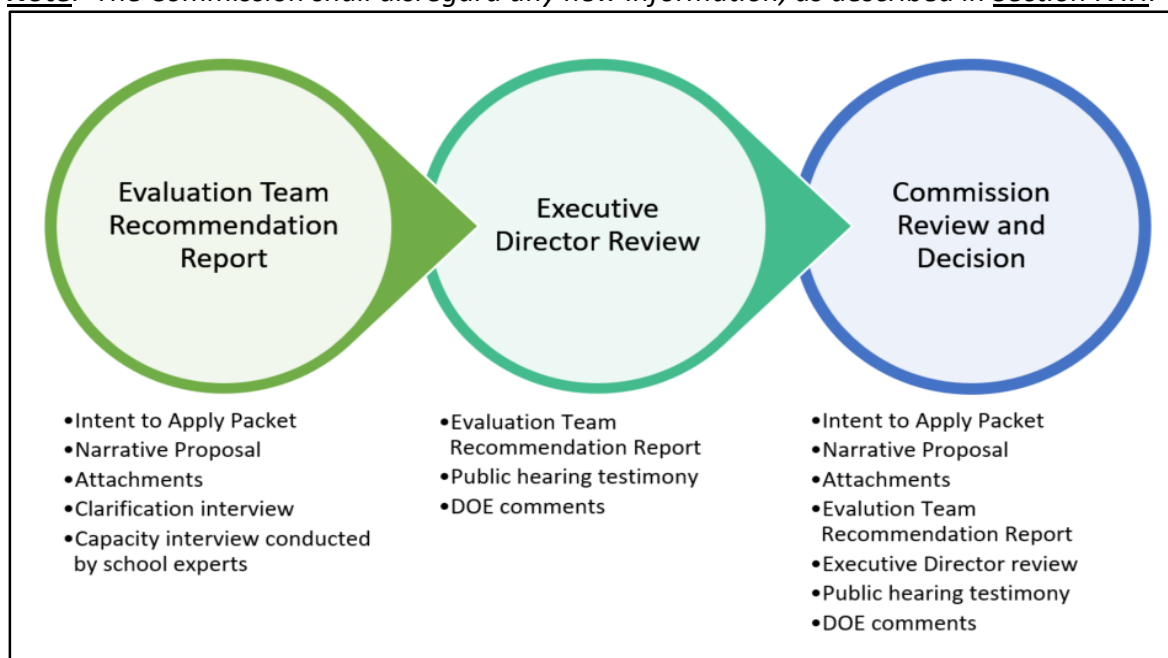 Note: The Commission shall disregard any new information, as described in Section
Evaluation Team
Recommendation
Report
Executive
Director Review
Commission
Review and
Decision
•Intent to Apply Packet
•Narrative Proposal
•Attachments
•Clarification interview
•Capacity interview conducted
by school experts
•Evaluation Team
Recommendation Report
•Public hearing testimony
•DOE comments
•Intent to Apply Packet
•Narrative Proposal
•Attachments
•Evalution Team
Recommendation Report
•Executive Director review
•Public hearing testimony
•DOE comments